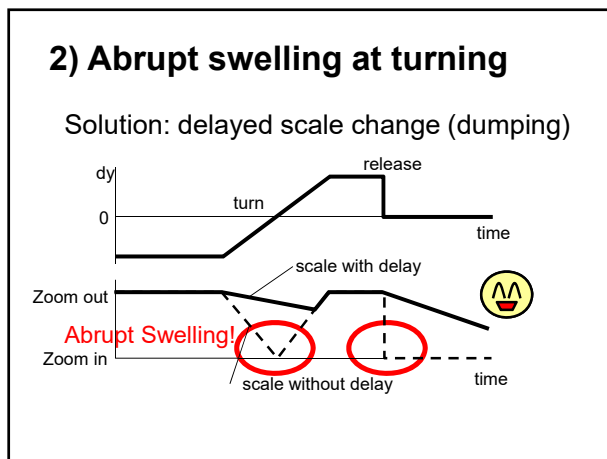 2) Abrupt swelling at turning
Solution: delayed scale change (dumping)
dy
release
turn
0
time
scale with delay
Zoom out
Abrupt Swelling!
Zoom in
scale without delay
time